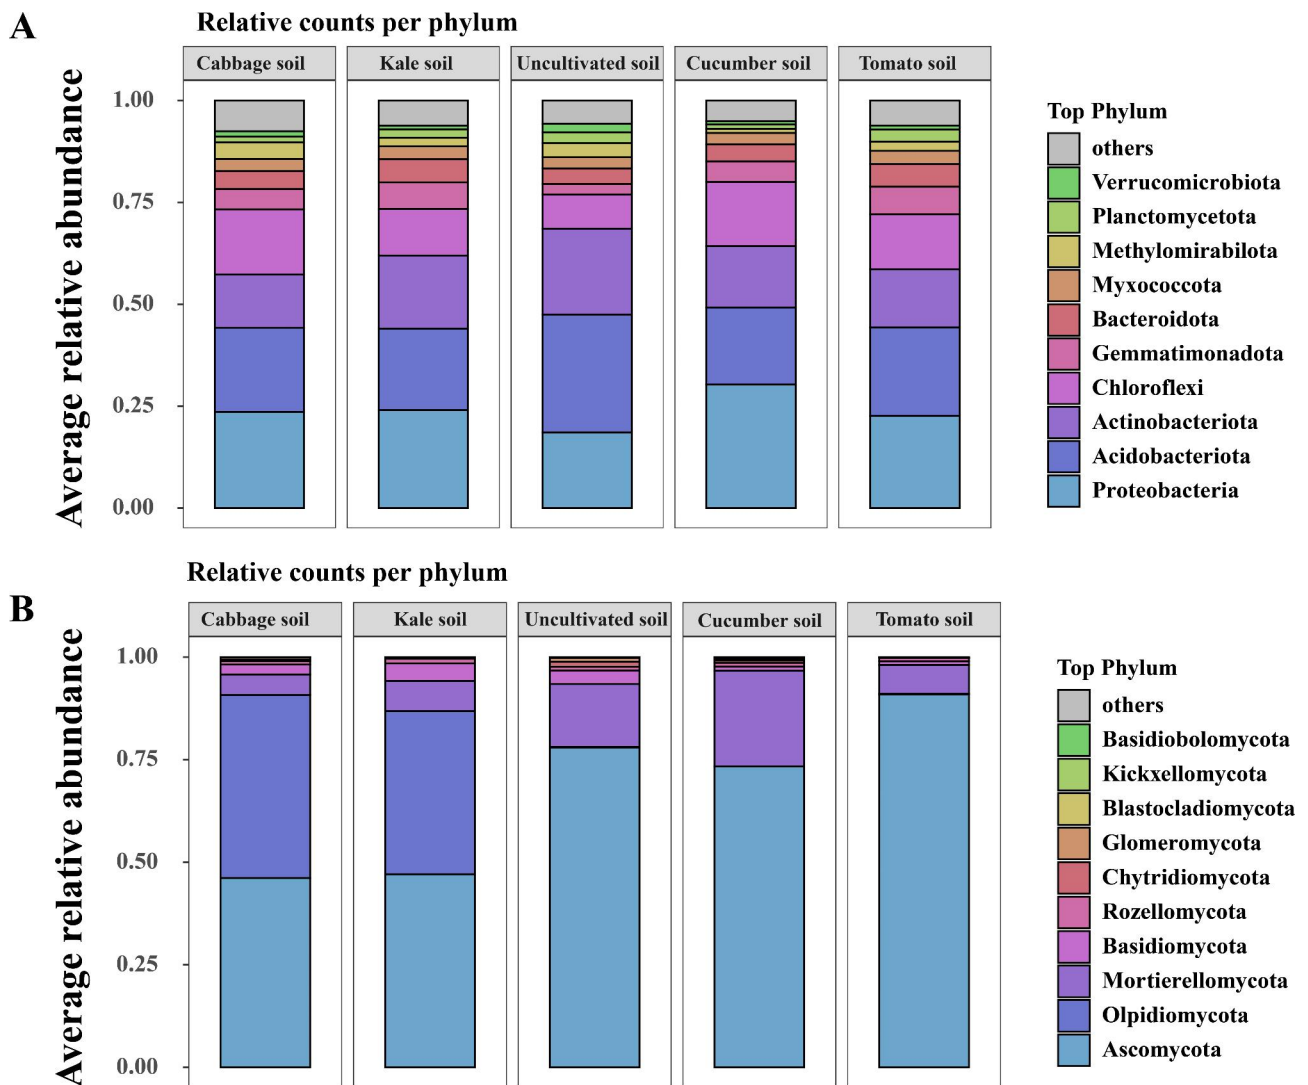 A
Relative counts per phylum
Cabbage soil
Kale soil
Uncultivated soil
Cucumber soil
Tomato soil
Average relative abundance
1.00
0.75
0.50
0.25
0.00
Top Phylum
others
Verrucomicrobiota
Planctomycetota
Methylomirabilota
Myxococcota
Bacteroidota
Gemmatimonadota
Chloroflexi
Actinobacteriota
Acidobacteriota
Proteobacteria
B
Relative counts per phylum
Cabbage soil
Kale soil
Uncultivated soil
Cucumber soil
Tomato soil
Average relative abundance
1.00
0.75
0.50
0.25
0.00
Top Phylum
others
Basidiobolomycota
Kickxellomycota
Blastocladiomycota
Glomeromycota
Chytridiomycota
Rozellomycota
Basidiomycota
Mortierellomycota
Olpidiomycota
Ascomycota